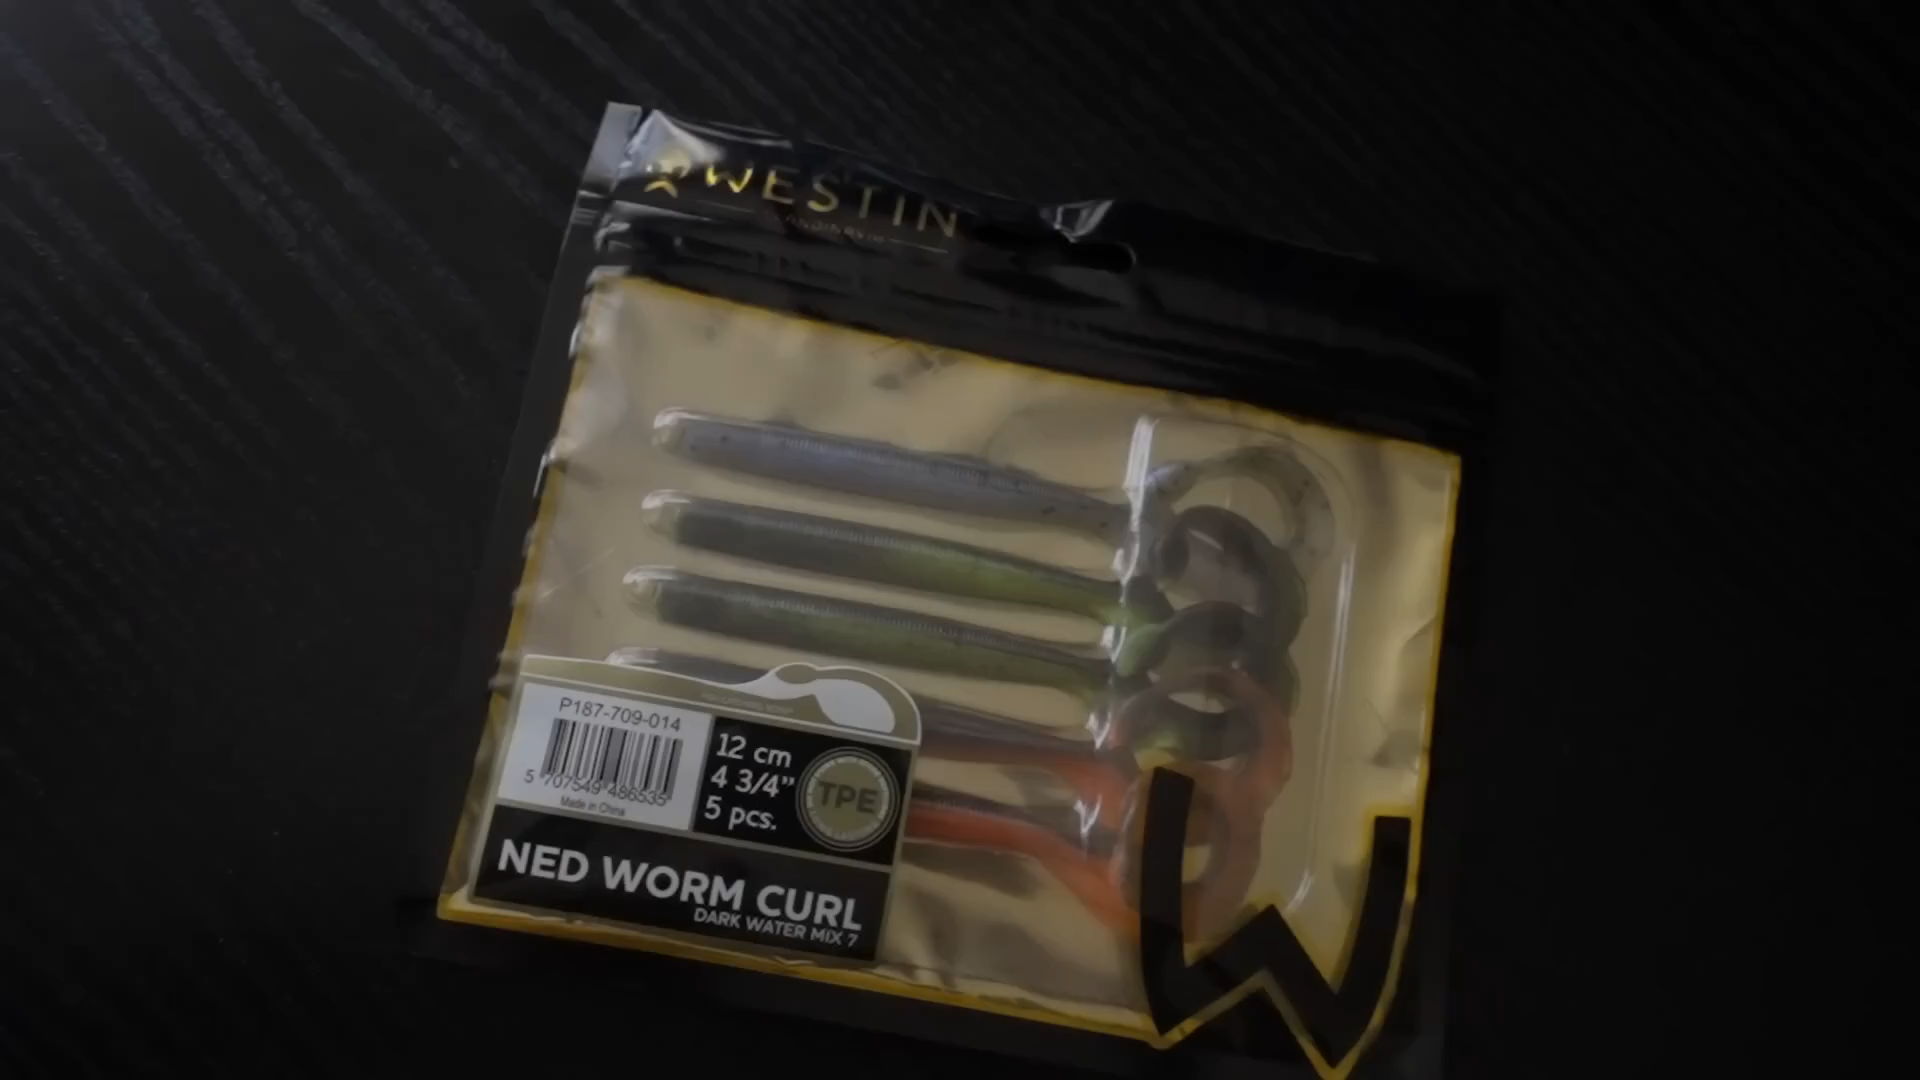 WESTIN
P187-709-014
5 707549 486535
Made in China
12 cm
4 3/4”
5 pcs.
TPE
NED WORM CURL
DARK WATER MIX 7